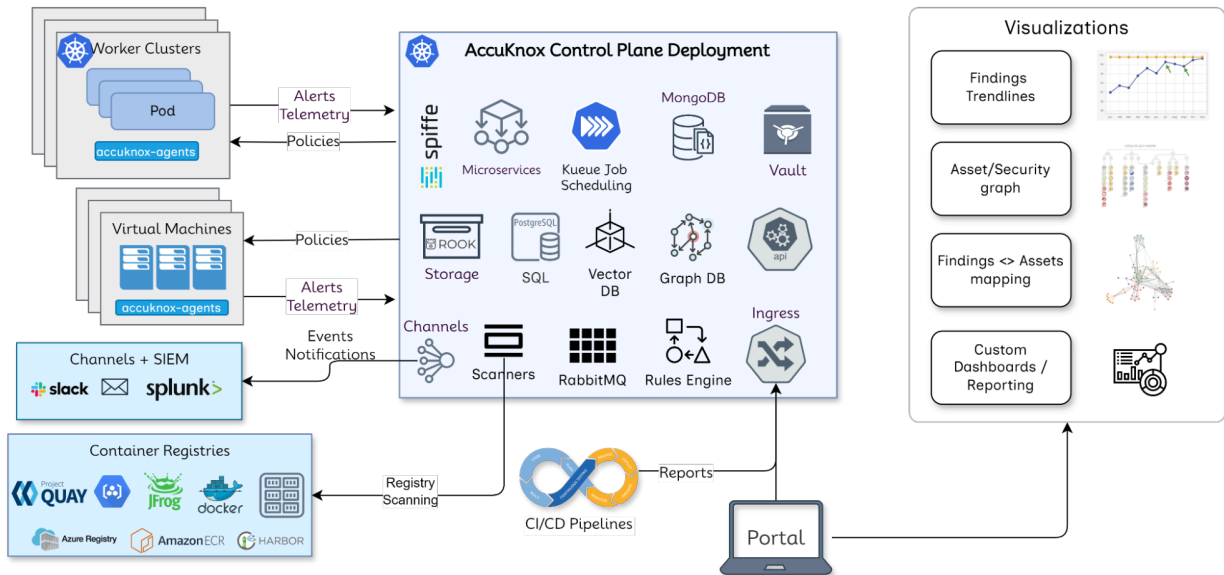 Worker Clusters
Pod
accuknox-agents
Alerts
Telemetry
Policies
Virtual Machines
accuknox-agents
Policies
Alerts
Telemetry
Events
Notifications
Channels + SIEM
slack
splunk>
Container Registries
Project
QUAY
JFrog
docker
Azure Registry
Amazon ECR
HARBOR
Registry
Scanning
AccuKnox Control Plane Deployment
spiffe
Microservices
Kueue Job
Scheduling
MongoDB
Vault
ROOK
Storage
PostgreSQL
SQL
Vector
DB
Graph DB
api
Channels
Scanners
RabbitMQ
Rules Engine
Ingress
CI/CD Pipelines
Reports
Portal
Visualizations
Findings
Trendlines
Asset/Security
graph
Findings <> Assets
mapping
Custom
Dashboards /
Reporting